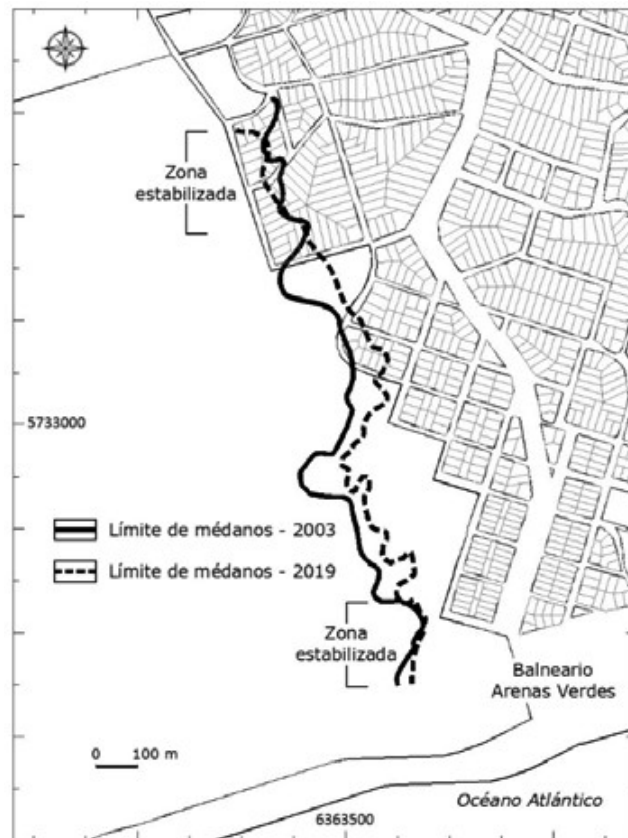 Zona
estabilizada
5733000
Límite de médanos - 2003
Límite de médanos - 2019
Zona
estabilizada
Balneario
Arenas Verdes
0 100 m
Océano Atlántico
6363500